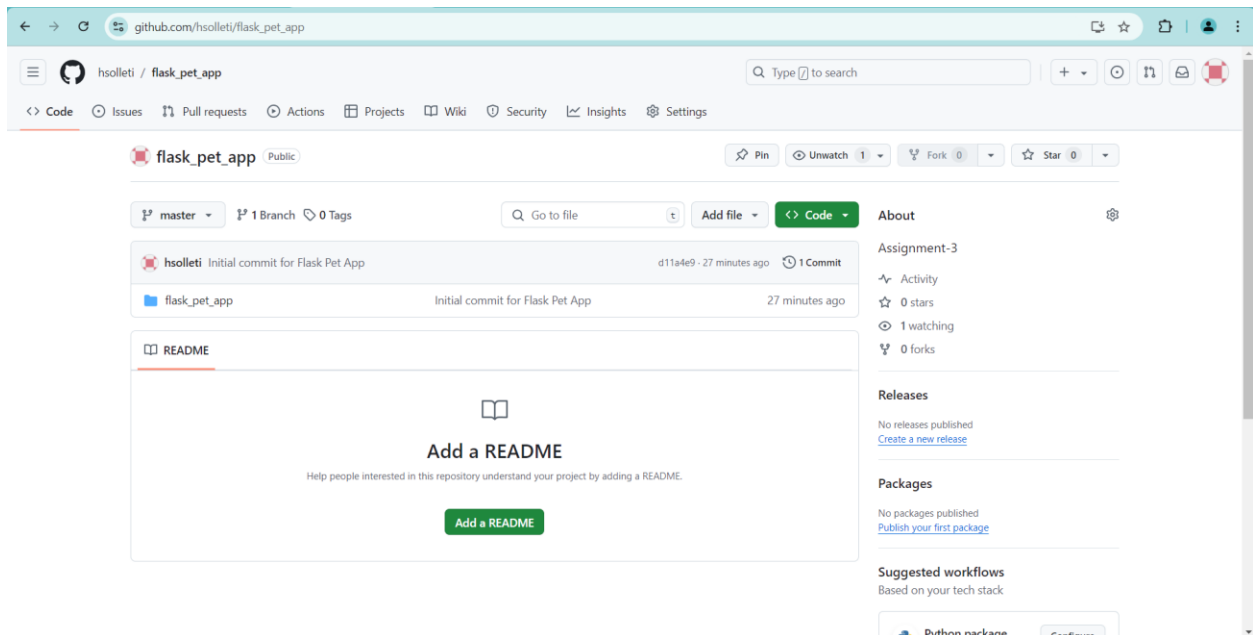 github.com/hsolleti/flask_pet_app
hsolleti / flask_pet_app
Type / to search
<> Code Issues Pull requests Actions Projects Wiki Security Insights Settings
flask_pet_app Public
Pin Unwatch 1 Fork 0 Star 0
master 1 Branch 0 Tags Go to file t Add file <> Code
hsolleti Initial commit for Flask Pet App d11a4e9 · 27 minutes ago 1 Commit
flask_pet_app Initial commit for Flask Pet App 27 minutes ago
README
Add a README
Help people interested in this repository understand your project by adding a README.
Add a README
About
Assignment-3
Activity
0 stars
1 watching
0 forks
Releases
No releases published
Create a new release
Packages
No packages published
Publish your first package
Suggested workflows
Based on your tech stack
Python package Configure